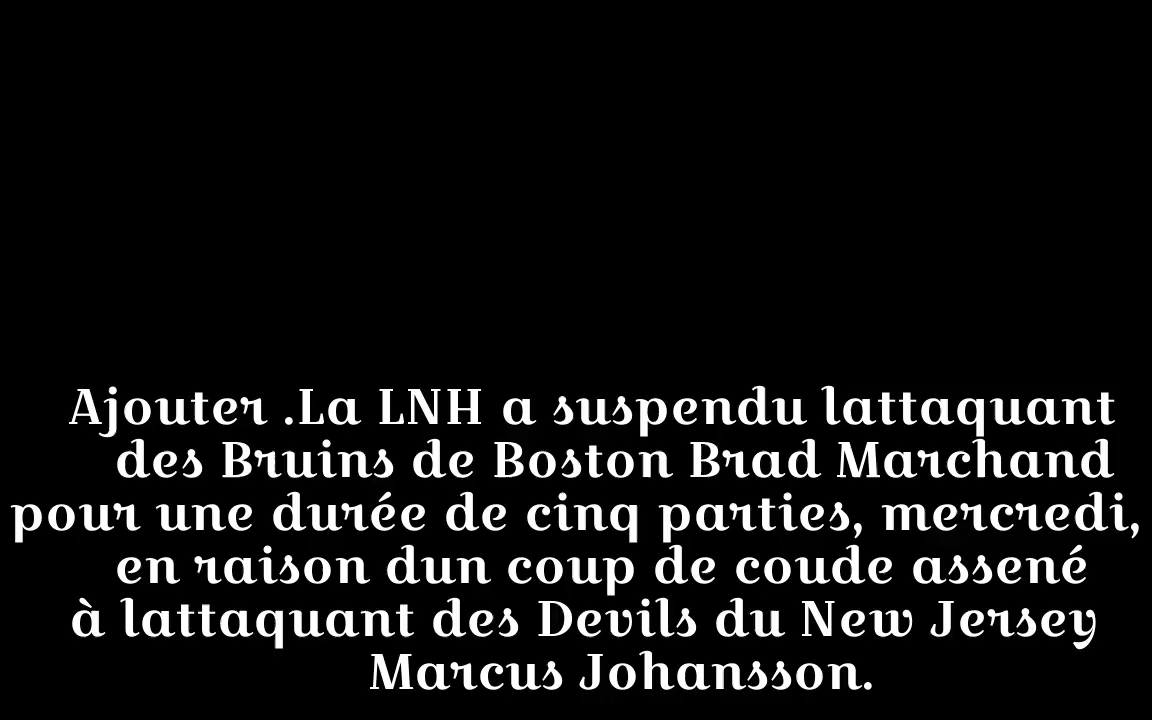 Ajouter .La LNH a suspendu lattaquant
des Bruins de Boston Brad Marchand
pour une durée de cinq parties, mercredi,
en raison dun coup de coude assené
à lattaquant des Devils du New Jersey
Marcus Johansson.